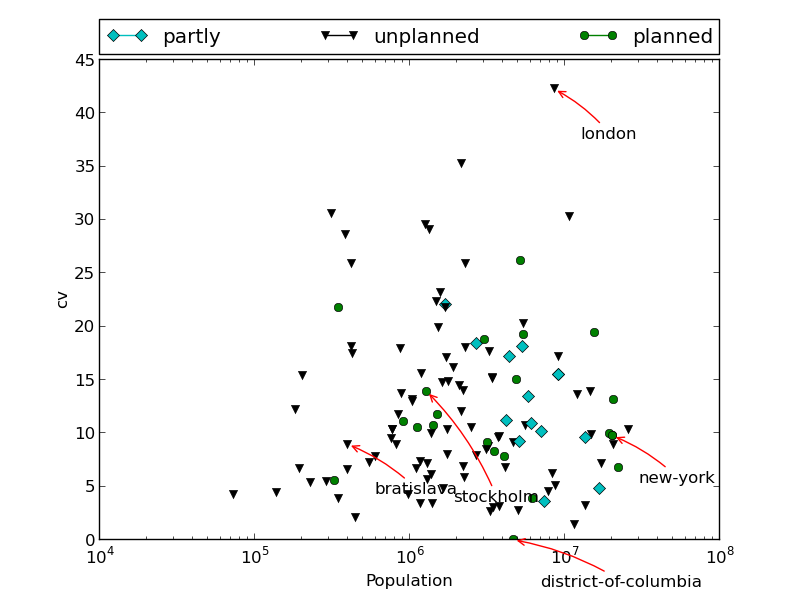 partly unplanned planned
45
40
35
30
25
20
15
10
5
0
cv
london
new-york
bratislava
stockholm
district-of-columbia
10^4 10^5 10^6 10^7 10^8
Population